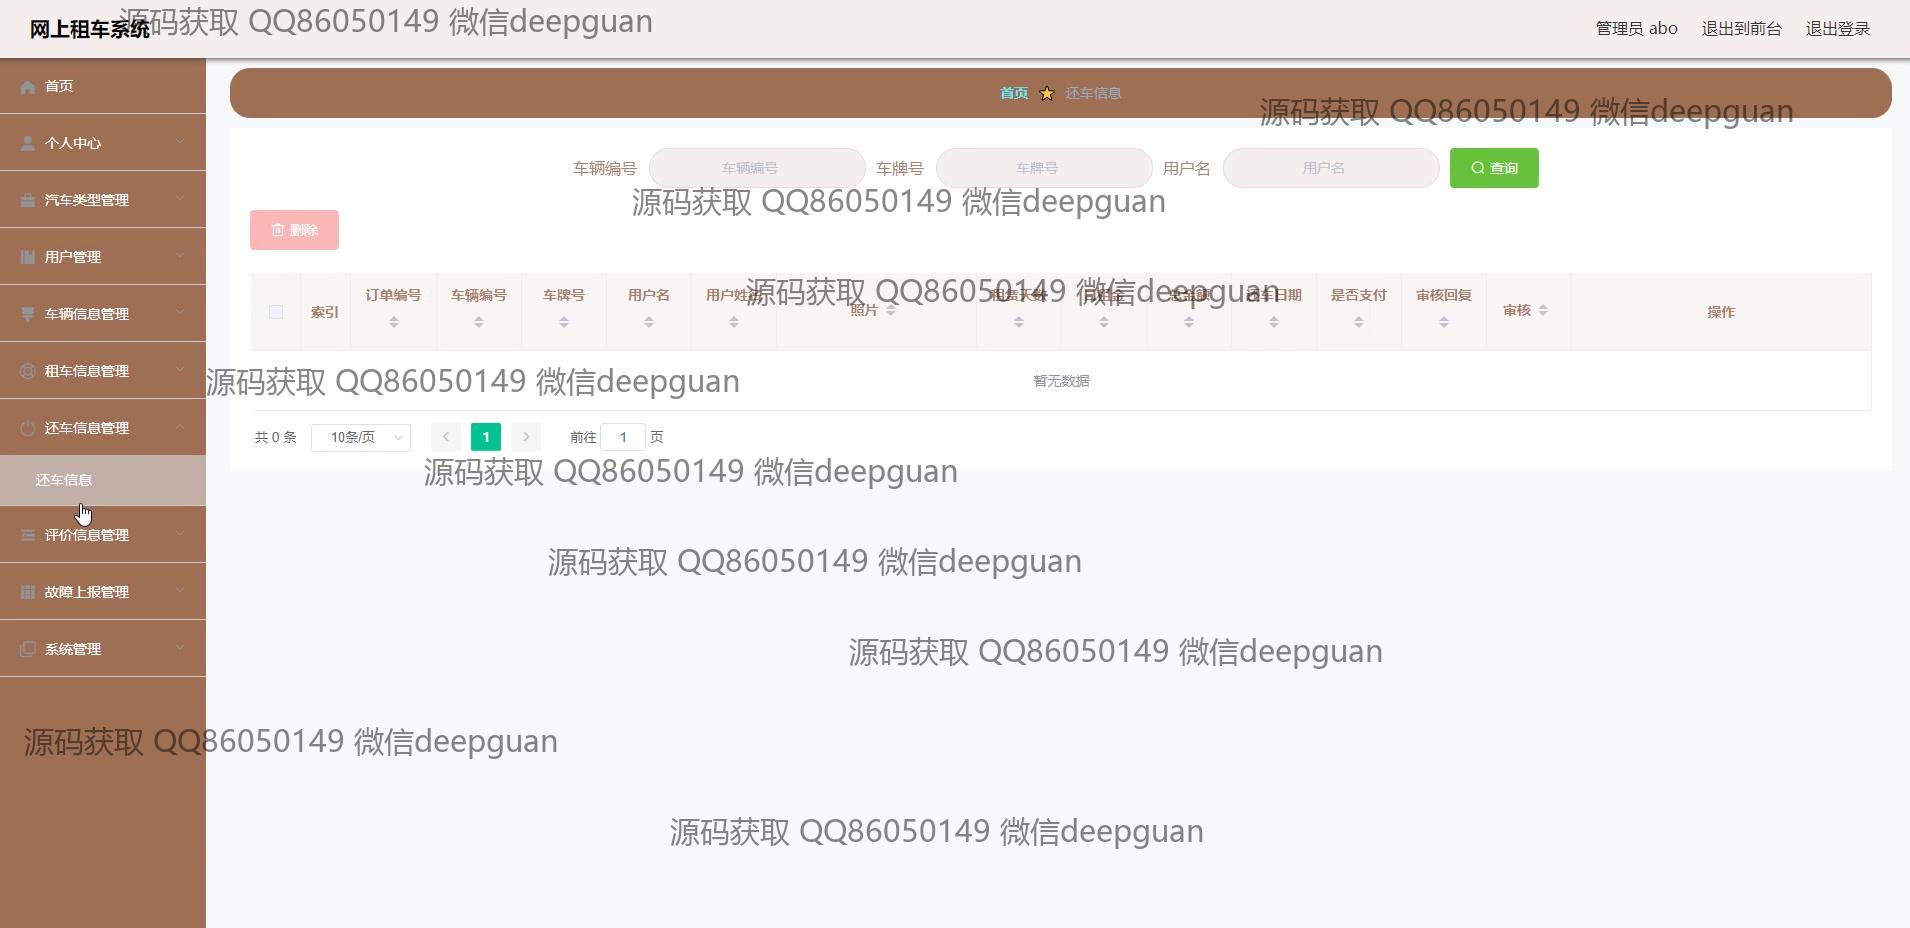 网上租车系统
源码获取 QQ86050149 微信deepguan
管理员 abo 退出到前台 退出登录
首页
个人中心
汽车类型管理
用户管理
车辆信息管理
租车信息管理
还车信息管理
还车信息
评价信息管理
故障上报管理
系统管理
首页 还车信息
源码获取 QQ86050149 微信deepguan
车辆编号 车辆编号 车牌号 车牌号 用户名 用户名 查询
源码获取 QQ86050149 微信deepguan
删除
源码获取 QQ86050149 微信deepguan
索引 订单编号 车辆编号 车牌号 用户名 用户姓名 照片 租赁天数 日租金 总金额 还车日期 是否支付 审核回复 审核 操作
源码获取 QQ86050149 微信deepguan
暂无数据
共 0 条 10条/页 1 前往 1 页
源码获取 QQ86050149 微信deepguan
源码获取 QQ86050149 微信deepguan
源码获取 QQ86050149 微信deepguan
源码获取 QQ86050149 微信deepguan
源码获取 QQ86050149 微信deepguan